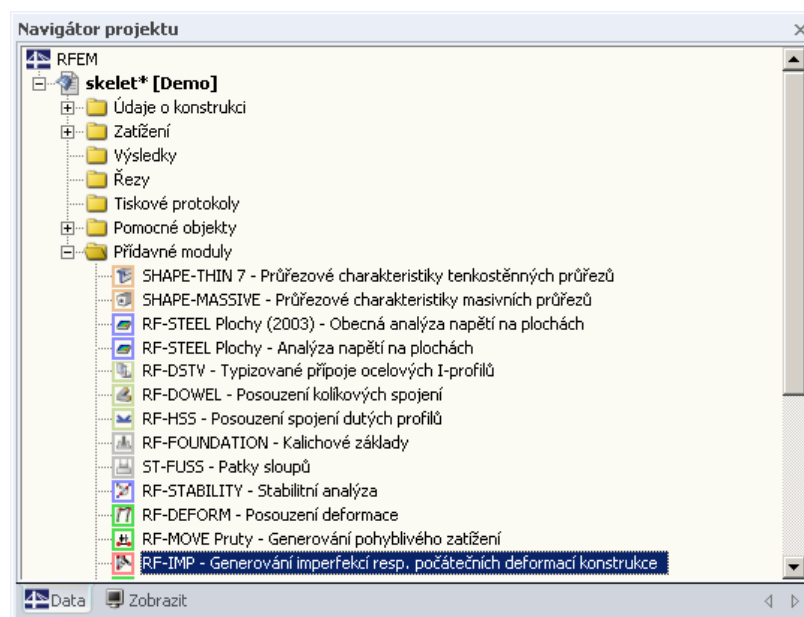 Navigátor projektu
RFEM
skelet* [Demo]
Údaje o konstrukci
Zatížení
Výsledky
Řezy
Tiskové protokoly
Pomocné objekty
Přídavné moduly
SHAPE-THIN 7 - Průřezové charakteristiky tenkostěnných průřezů
SHAPE-MASSIVE - Průřezové charakteristiky masivních průřezů
RF-STEEL Plochy (2003) - Obecná analýza napětí na plochách
RF-STEEL Plochy - Analýza napětí na plochách
RF-DSTV - Typizované přípoje ocelových I-profilů
RF-DOWEL - Posouzení kolíkových spojení
RF-HSS - Posouzení spojení dutých profilů
RF-FOUNDATION - Kalichové základy
ST-FUSS - Patky sloupů
RF-STABILITY - Stabilitní analýza
RF-DEFORM - Posouzení deformace
RF-MOVE Pruty - Generování pohyblivého zatížení
RF-IMP - Generování imperfekcí resp. počátečních deformací konstrukce
Data Zobrazit